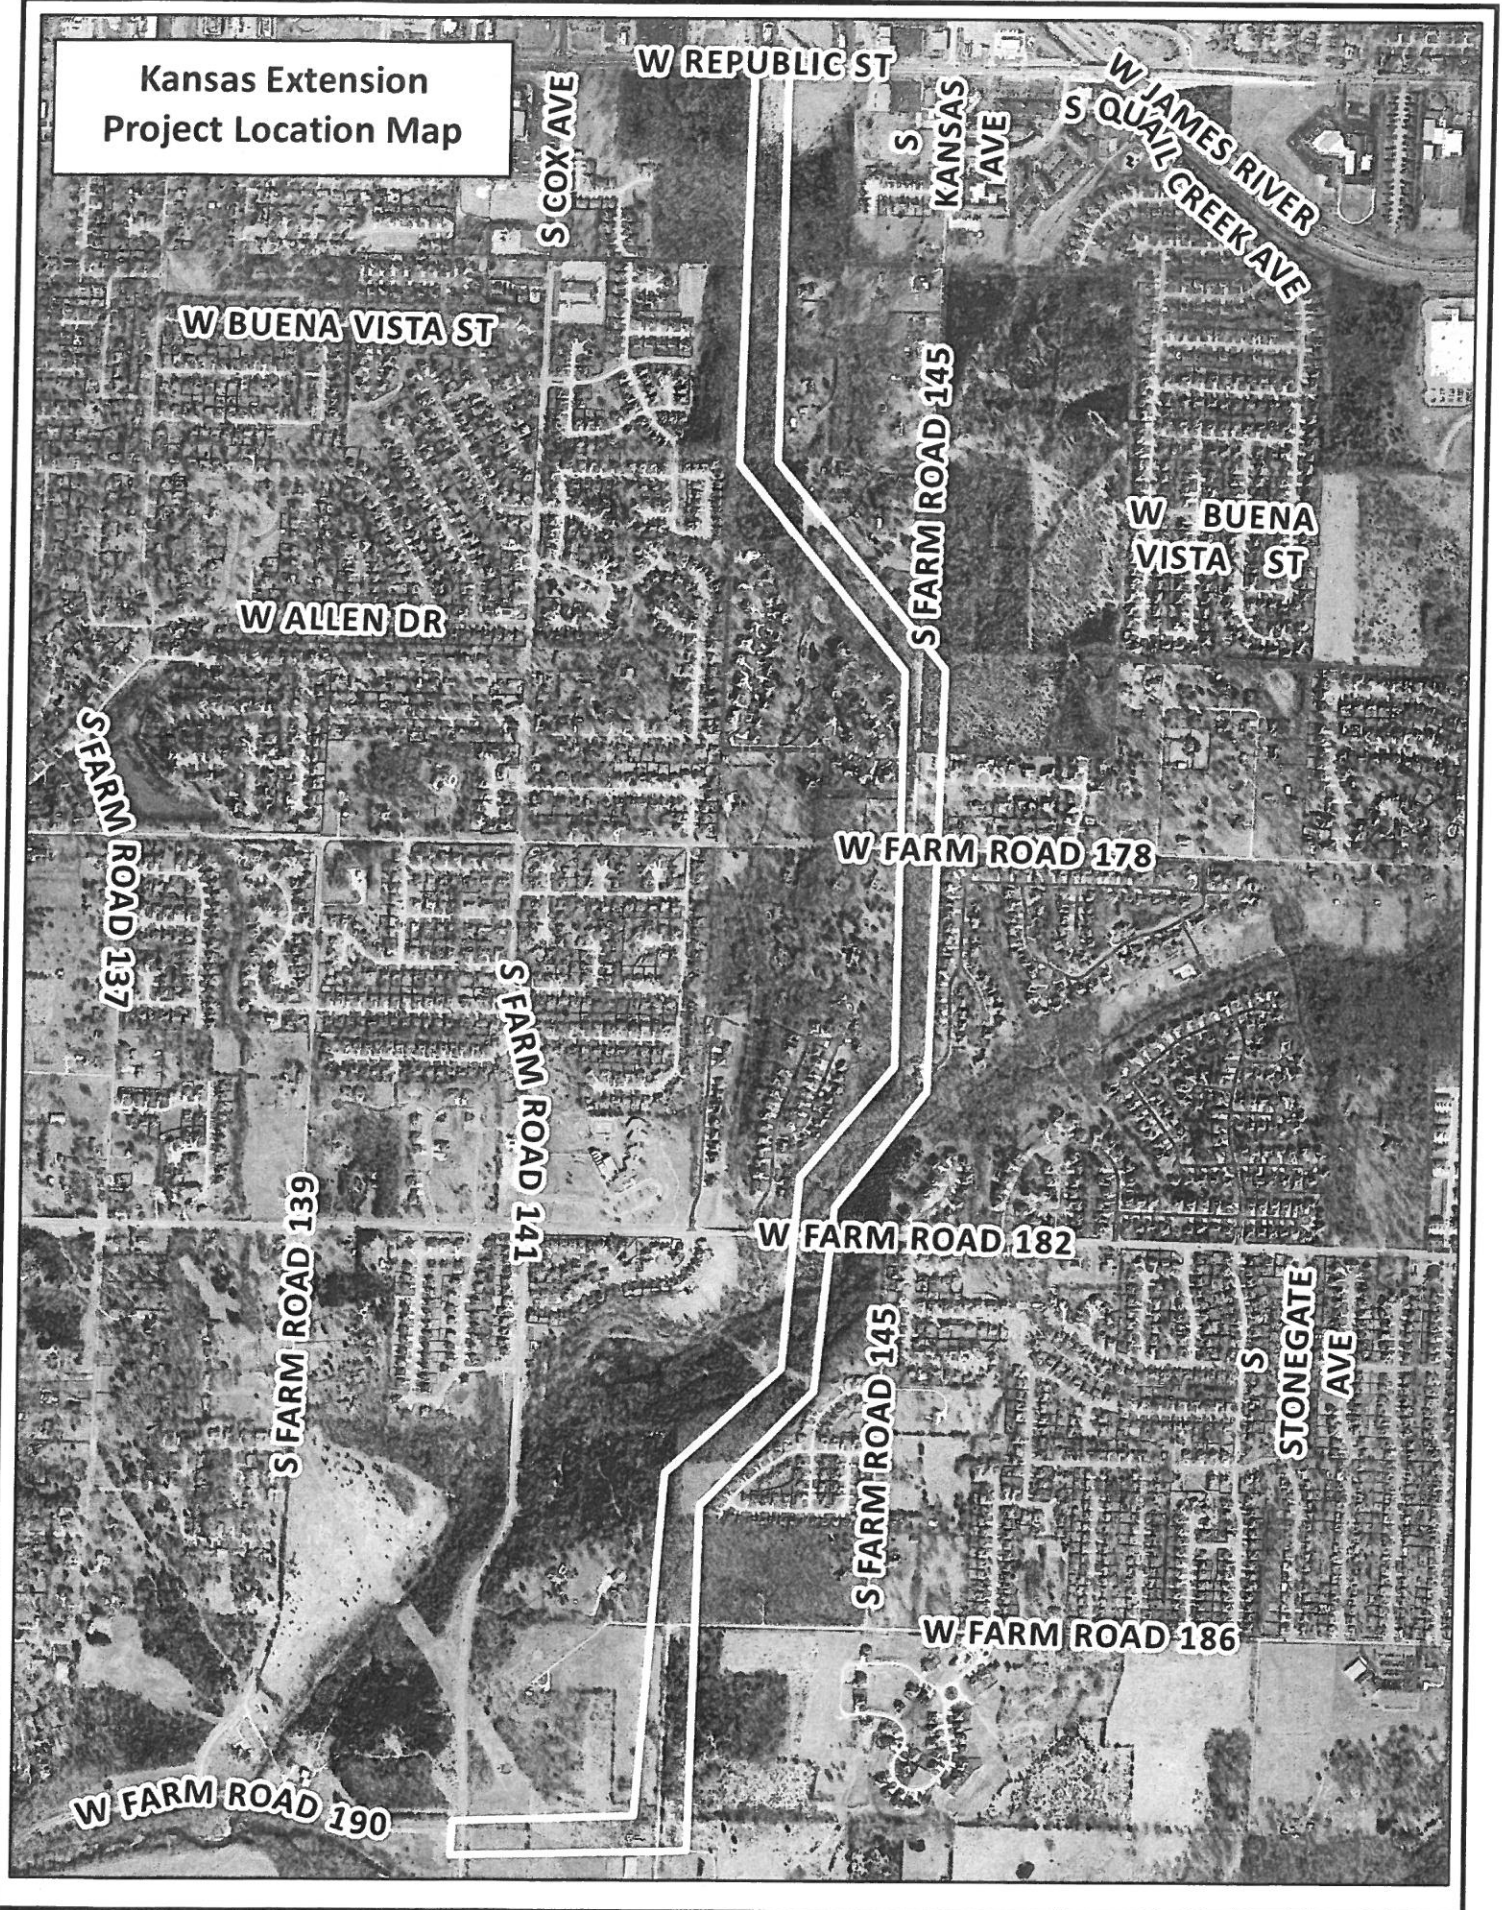 Kansas Extension
Project Location Map
W REPUBLIC ST
S COX AVE
S
KANSAS
AVE
W JAMES RIVER
S QUAIL CREEK AVE
W BUENA VISTA ST
S FARM ROAD 145
W BUENA
VISTA ST
W ALLEN DR
S FARM ROAD 137
W FARM ROAD 178
S FARM ROAD 141
S FARM ROAD 139
W FARM ROAD 182
S FARM ROAD 145
S
STONEGATE
AVE
W FARM ROAD 186
W FARM ROAD 190